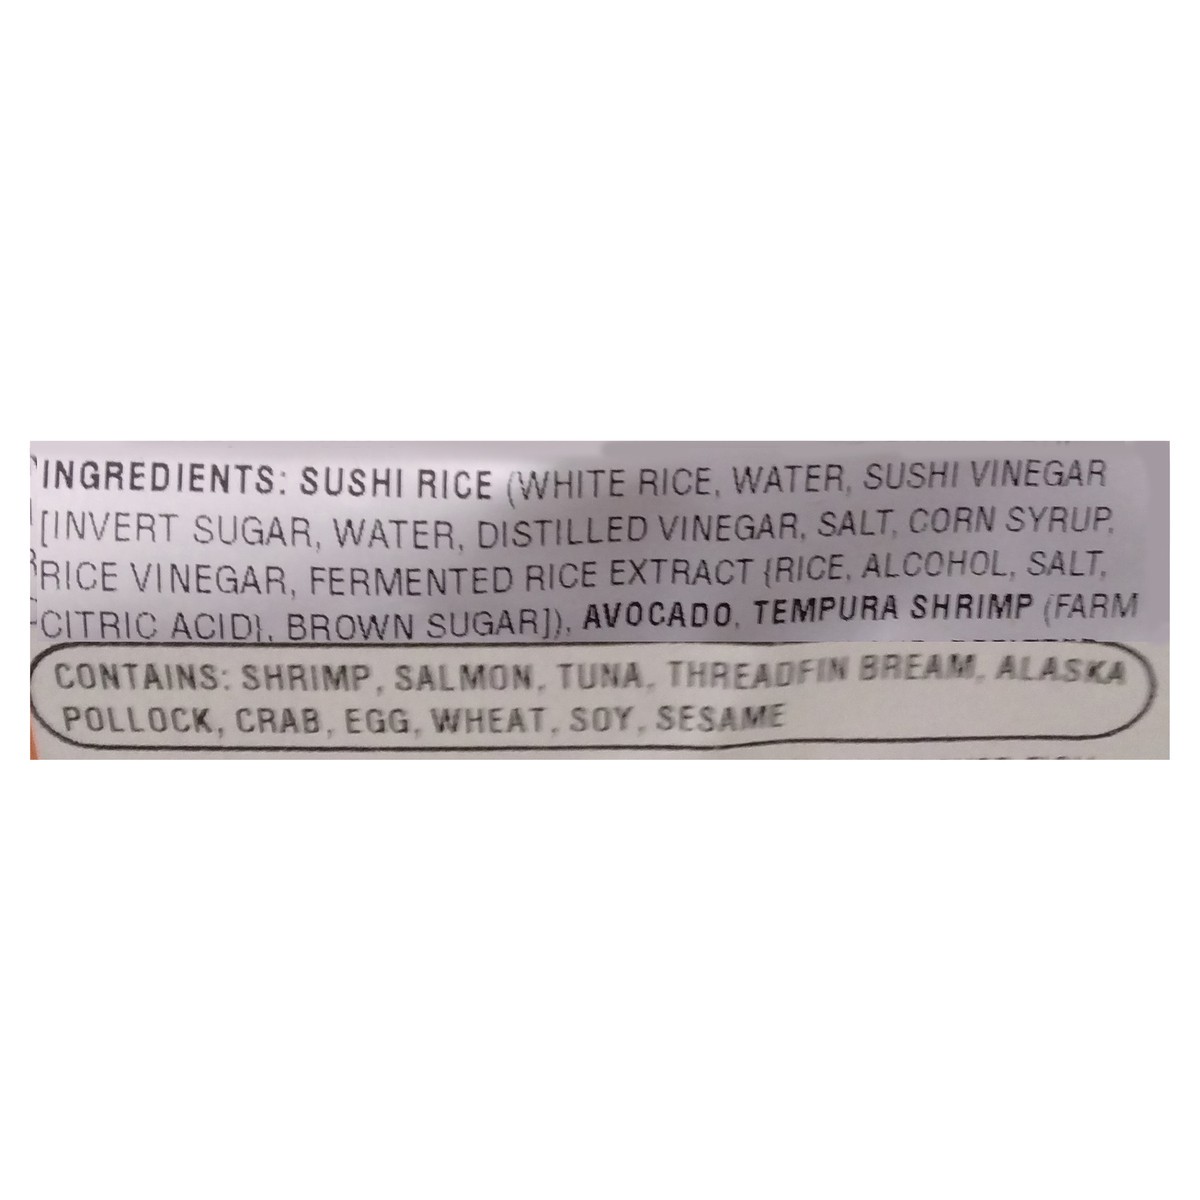 INGREDIENTS: SUSHI RICE (WHITE RICE, WATER, SUSHI VINEGAR
[INVERT SUGAR, WATER, DISTILLED VINEGAR, SALT, CORN SYRUP,
RICE VINEGAR, FERMENTED RICE EXTRACT {RICE, ALCOHOL, SALT,
CITRIC ACID}, BROWN SUGAR]), AVOCADO, TEMPURA SHRIMP (FARM
CONTAINS: SHRIMP, SALMON, TUNA, THREADFIN BREAM, ALASKA
POLLOCK, CRAB, EGG, WHEAT, SOY, SESAME